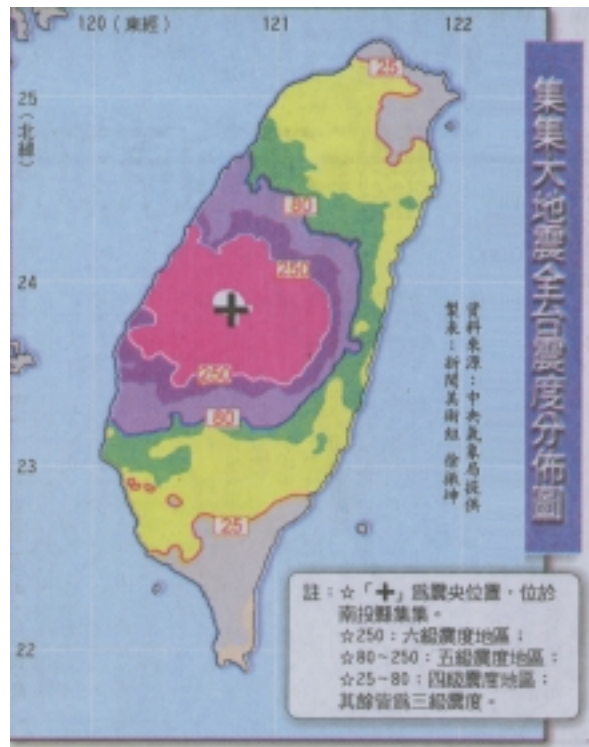 120（東經）
121
122
25
（北緯）
24
23
22
集集大地震全台震度分佈圖
25
80
250
250
80
25
資料來源：中央氣象局提供
製表：新聞美術組 徐振坤
註：☆「✚」為震央位置，位於
南投縣集集。
☆250：六級震度地區；
☆80~250：五級震度地區；
☆25~80：四級震度地區；
其餘皆為三級震度。